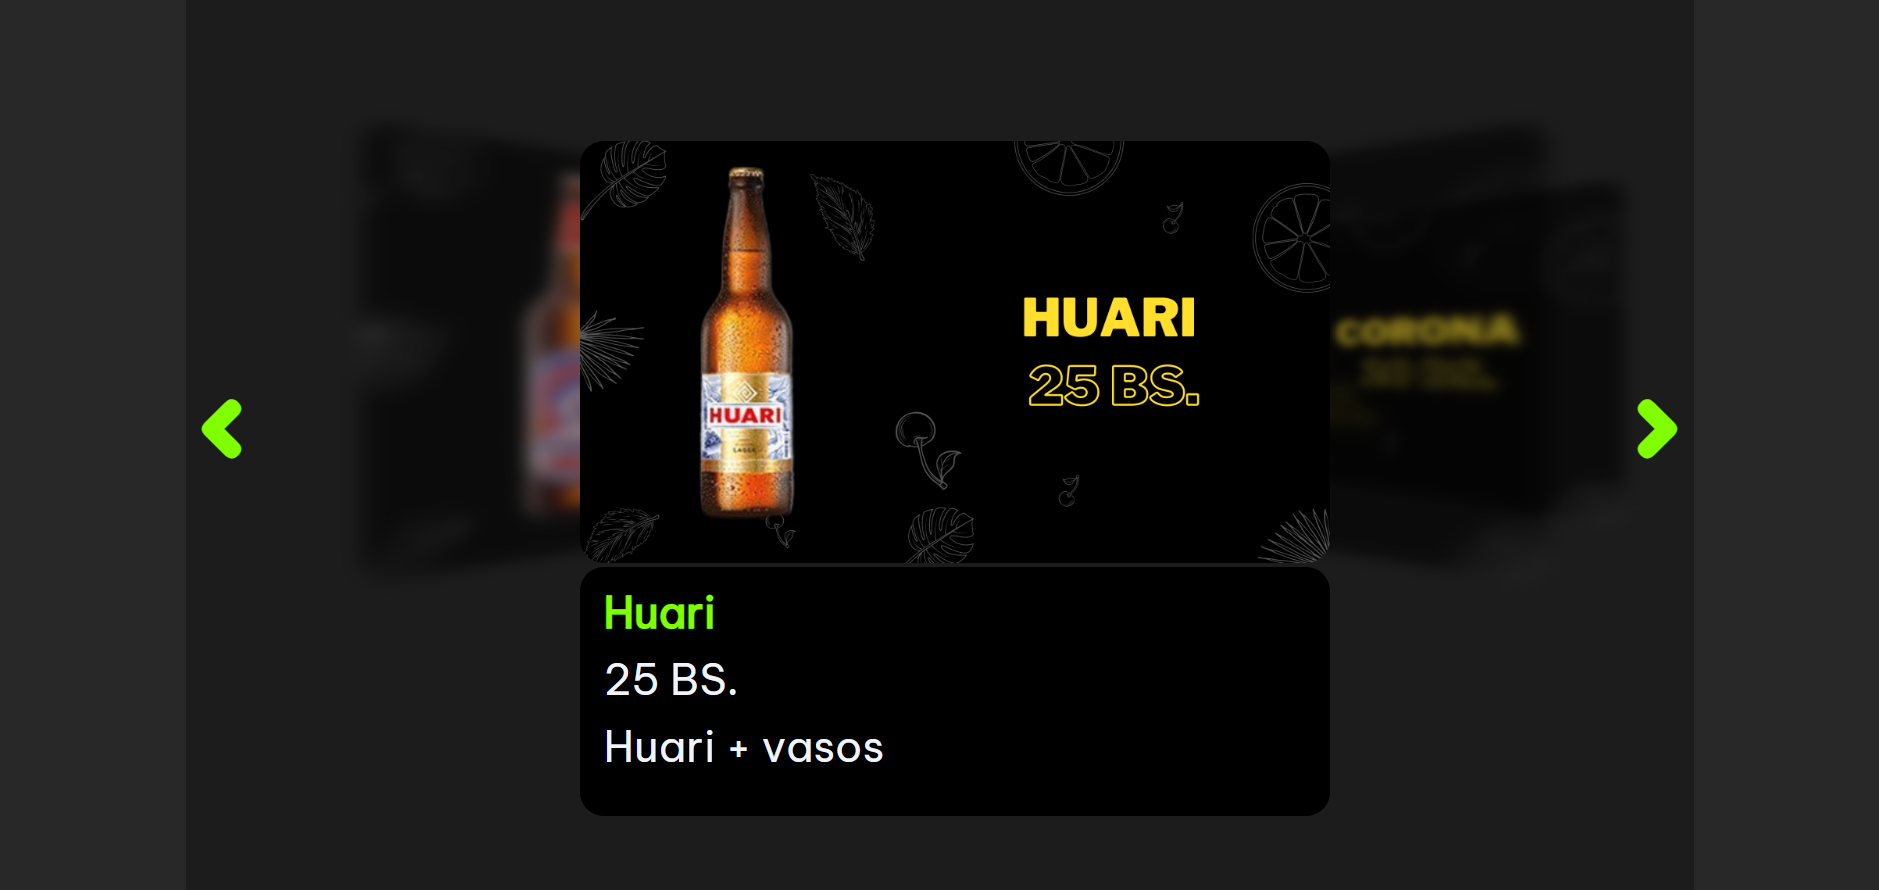 HUARI
25 BS.
HUARI
CORONA
Huari
25 BS.
Huari + vasos